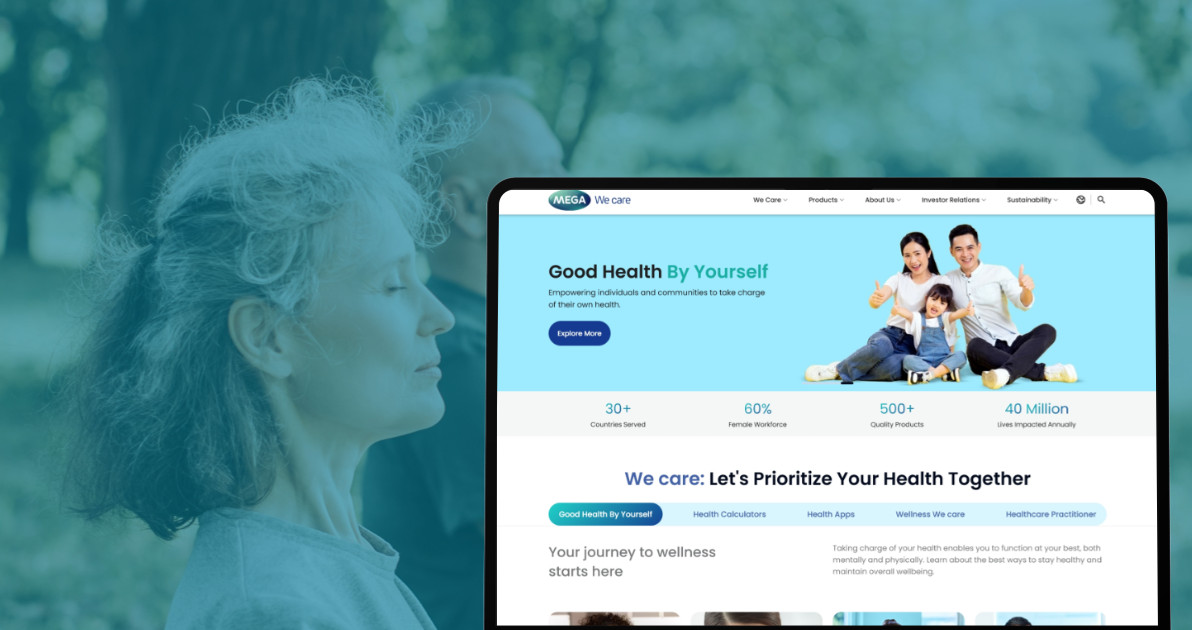 MEGA We care
We Care
Products
About Us
Investor Relations
Sustainability
Good Health By Yourself
Empowering individuals and communities to take charge
of their own health.
Explore More
30+
Countries Served
60%
Female Workforce
500+
Quality Products
40 Million
Lives Impacted Annually
We care: Let's Prioritize Your Health Together
Good Health By Yourself
Health Calculators
Health Apps
Wellness We care
Healthcare Practitioner
Your journey to wellness
starts here
Taking charge of your health enables you to function at your best, both
mentally and physically. Learn about the best ways to stay healthy and
maintain overall wellbeing.